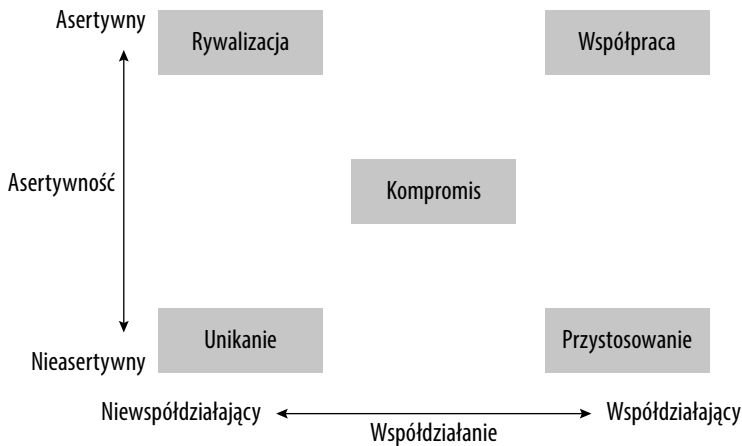 Asertywny
Rywalizacja
Współpraca
Asertywność
Kompromis
Unikanie
Przystosowanie
Nieasertywny
Niewspółdziałający
Współdziałający
Współdziałanie